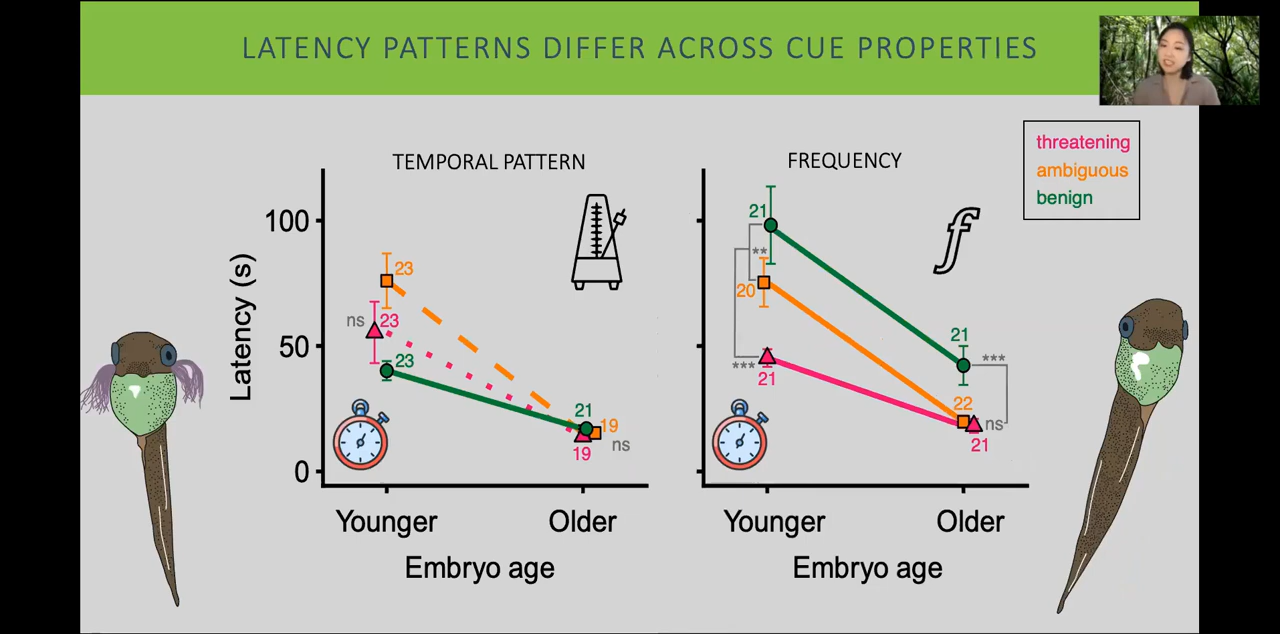 LATENCY PATTERNS DIFFER ACROSS CUE PROPERTIES
threatening
ambiguous
benign
TEMPORAL PATTERN
Latency (s)
100
50
0
23
ns
23
23
21
19
19
ns
Younger
Older
Embryo age
FREQUENCY
f
21
**
20
***
21
21
***
22
ns
21
Younger
Older
Embryo age